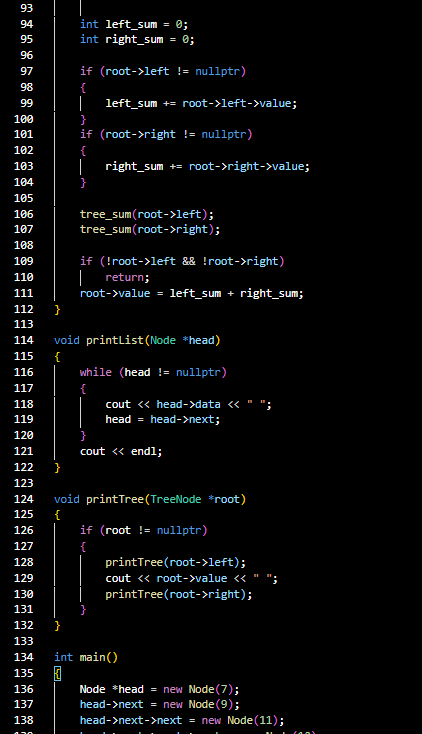 93
94 int left_sum = 0;
95 int right_sum = 0;
96
97 if (root->left != nullptr)
98 {
99 left_sum += root->left->value;
100 }
101 if (root->right != nullptr)
102 {
103 right_sum += root->right->value;
104 }
105
106 tree_sum(root->left);
107 tree_sum(root->right);
108
109 if (!root->left && !root->right)
110 return;
111 root->value = left_sum + right_sum;
112 }
113
114 void printList(Node *head)
115 {
116 while (head != nullptr)
117 {
118 cout << head->data << " ";
119 head = head->next;
120 }
121 cout << endl;
122 }
123
124 void printTree(TreeNode *root)
125 {
126 if (root != nullptr)
127 {
128 printTree(root->left);
129 cout << root->value << " ";
130 printTree(root->right);
131 }
132 }
133
134 int main()
135 {
136 Node *head = new Node(7);
137 head->next = new Node(9);
138 head->next->next = new Node(11);